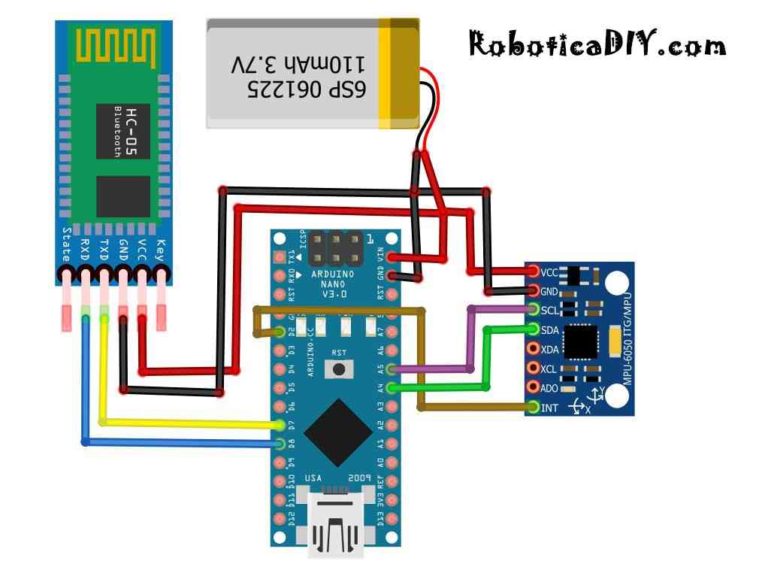 RoboticaDIY.com
6SP 061225
110mAh 3.7V
HC-05
Bluetooth
State
RXD
TXD
GND
VCC
Key
ICSP
1
TX1
RX0
RST
D2
D3
D4
D5
D6
D7
D8
D9
D10
D11
D12
ARDUINO
NANO
V3.0
ARDUINO.CC
RST
USA
2009
VIN
GND
RST
A7
A6
A5
A4
A3
A2
A1
A0
REF
3V3
D13
VCC
GND
SCL
SDA
XDA
XCL
ADO
INT
MPU-6050
ITG/MPU
Y
X